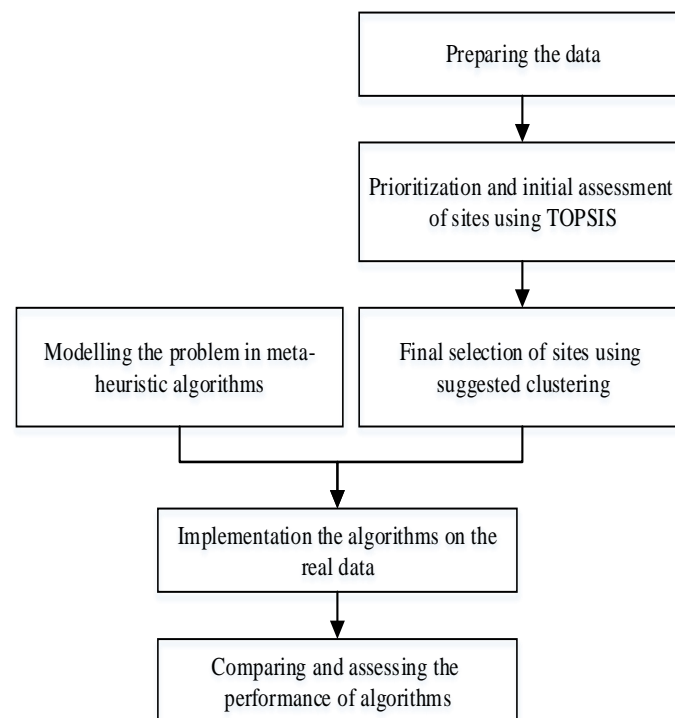 Preparing the data
Prioritization and initial assessment
of sites using TOPSIS
Modelling the problem in meta-
heuristic algorithms
Final selection of sites using
suggested clustering
Implementation the algorithms on the
real data
Comparing and assessing the
performance of algorithms